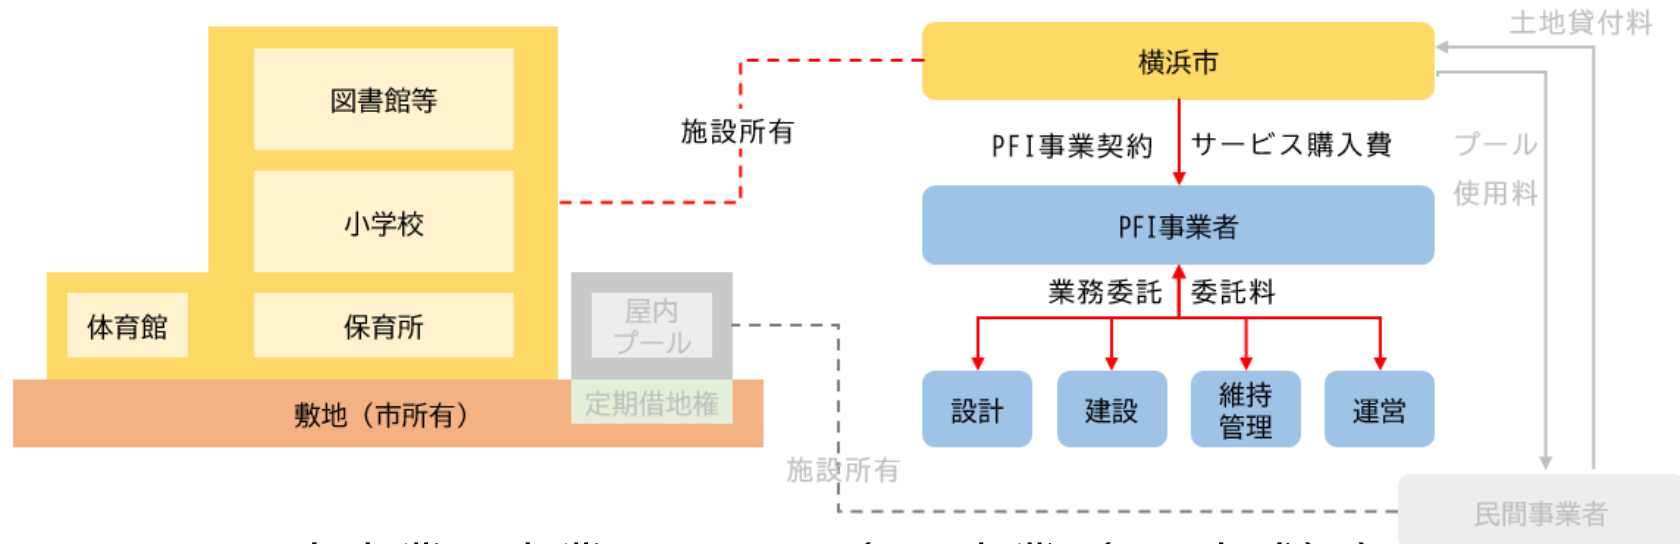 土地貸付料
横浜市
図書館等
施設所有
PFI事業契約
サービス購入費
プール
使用料
小学校
PFI事業者
業務委託
委託料
体育館
保育所
屋内
プール
定期借地権
敷地（市所有）
設計
建設
維持
管理
運営
施設所有
民間事業者